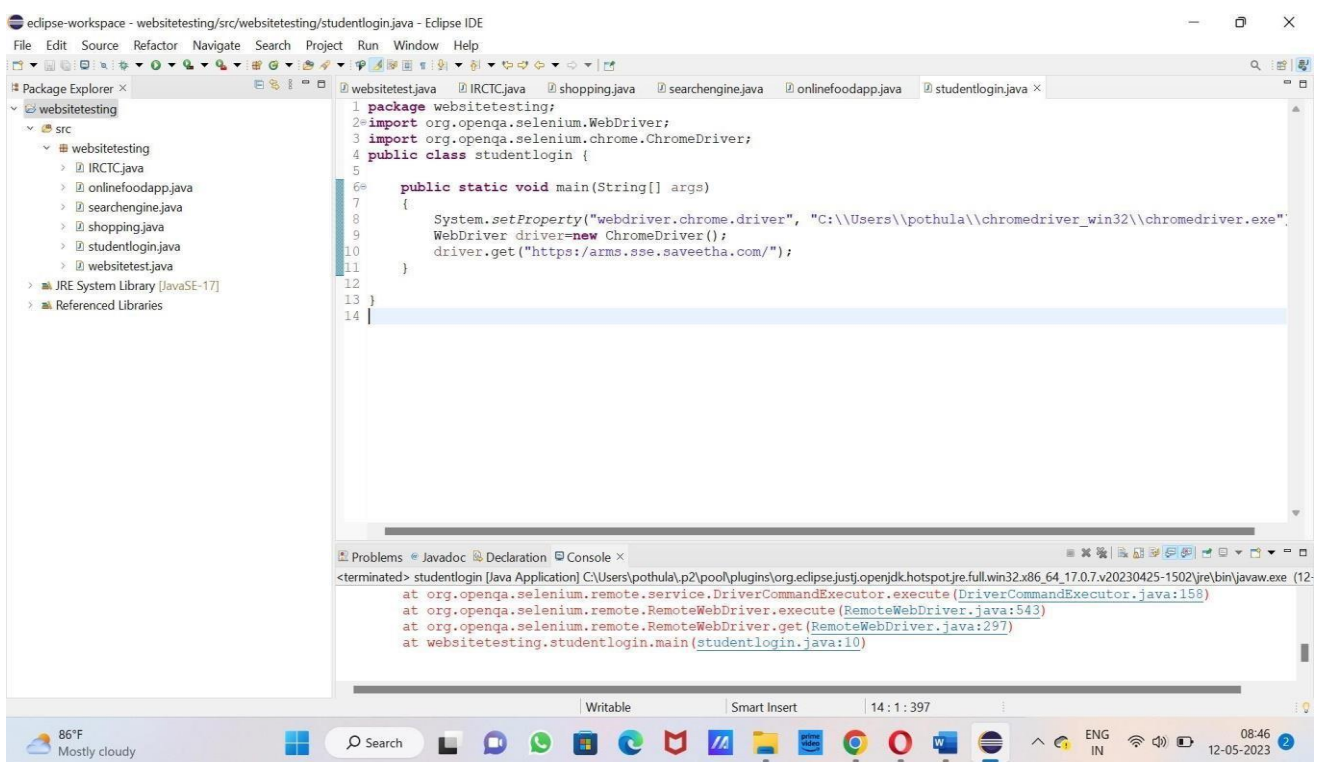 eclipse-workspace - websitetesting/src/websitetesting/studentlogin.java - Eclipse IDE
File Edit Source Refactor Navigate Search Project Run Window Help
Package Explorer
websitetesting
src
websitetesting
IRCTC.java
onlinefoodapp.java
searchengine.java
shopping.java
studentlogin.java
websitetest.java
JRE System Library [JavaSE-17]
Referenced Libraries
websitetest.java IRCTC.java shopping.java searchengine.java onlinefoodapp.java studentlogin.java
1 package websitetesting;
2 import org.openqa.selenium.WebDriver;
3 import org.openqa.selenium.chrome.ChromeDriver;
4 public class studentlogin {
5
6 public static void main(String[] args)
7 {
8 System.setProperty("webdriver.chrome.driver", "C:\\Users\\pothula\\chromedriver_win32\\chromedriver.exe")
9 WebDriver driver=new ChromeDriver();
10 driver.get("https:/arms.sse.saveetha.com/");
11 }
12
13 }
14
Problems Javadoc Declaration Console
<terminated> studentlogin [Java Application] C:\Users\pothula\.p2\pool\plugins\org.eclipse.justj.openjdk.hotspot.jre.full.win32.x86_64_17.0.7.v20230425-1502\jre\bin\javaw.exe (12-
at org.openqa.selenium.remote.service.DriverCommandExecutor.execute(DriverCommandExecutor.java:158)
at org.openqa.selenium.remote.RemoteWebDriver.execute(RemoteWebDriver.java:543)
at org.openqa.selenium.remote.RemoteWebDriver.get(RemoteWebDriver.java:297)
at websitetesting.studentlogin.main(studentlogin.java:10)
Writable Smart Insert 14 : 1 : 397
86°F
Mostly cloudy
Search
prime video
ENG
IN
08:46
12-05-2023
2